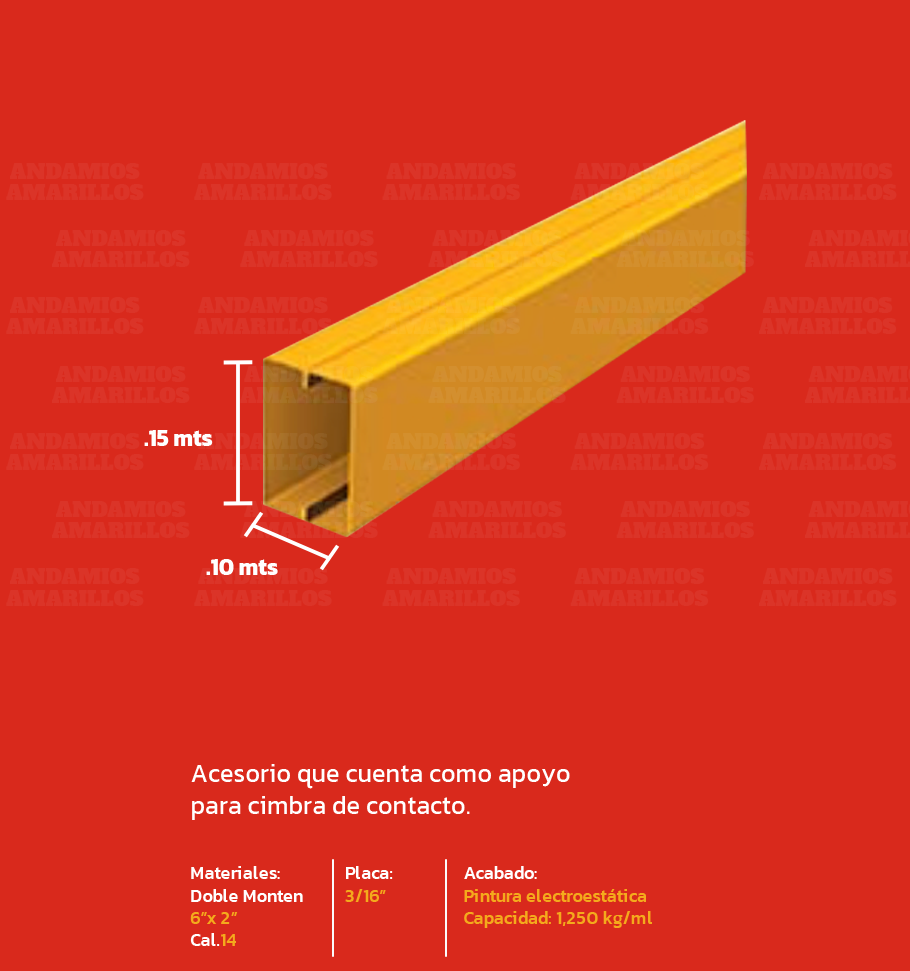 ANDAMIOS
AMARILLOS
.15 mts
.10 mts
Acesorio que cuenta como apoyo
para cimbra de contacto.
Materiales:
Doble Monten
6”x 2”
Cal.14
Placa:
3/16”
Acabado:
Pintura electroestática
Capacidad: 1,250 kg/ml